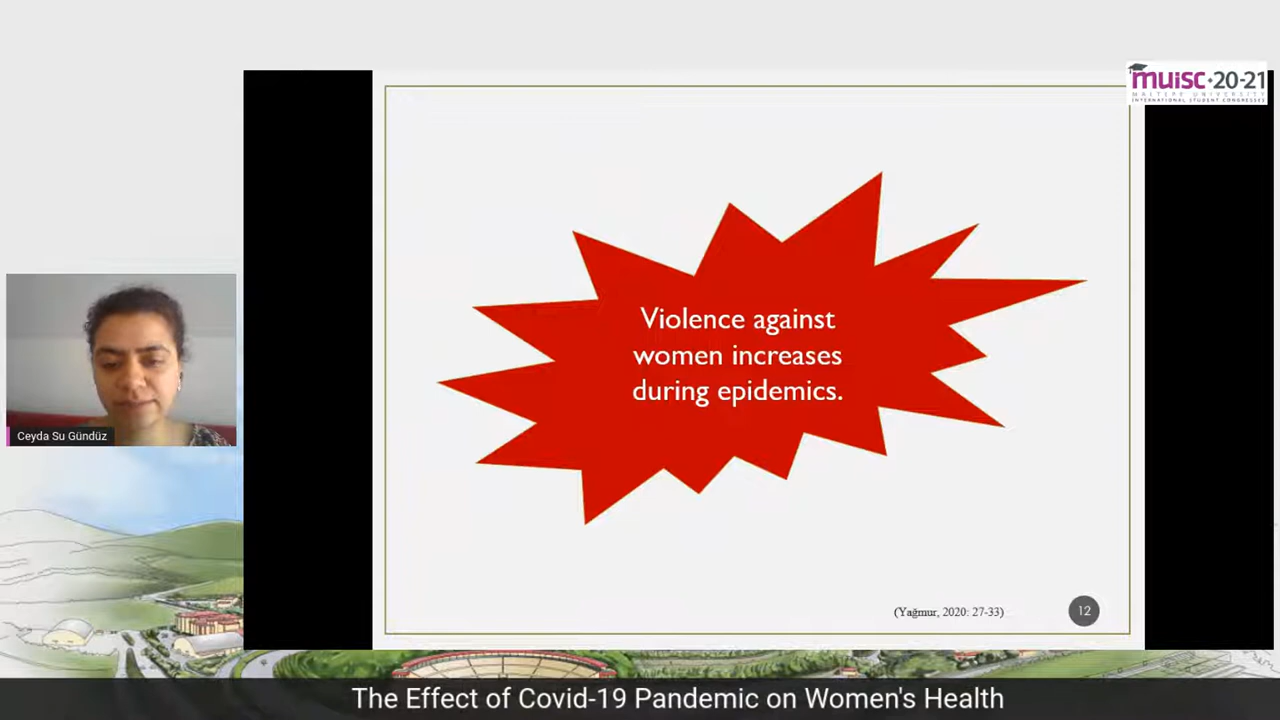 muisc·20-21
MALTEPE UNIVERSITY
INTERNATIONAL STUDENT CONGRESSES
Violence against
women increases
during epidemics.
Ceyda Su Gündüz
(Yağmur, 2020: 27-33)
12
The Effect of Covid-19 Pandemic on Women's Health